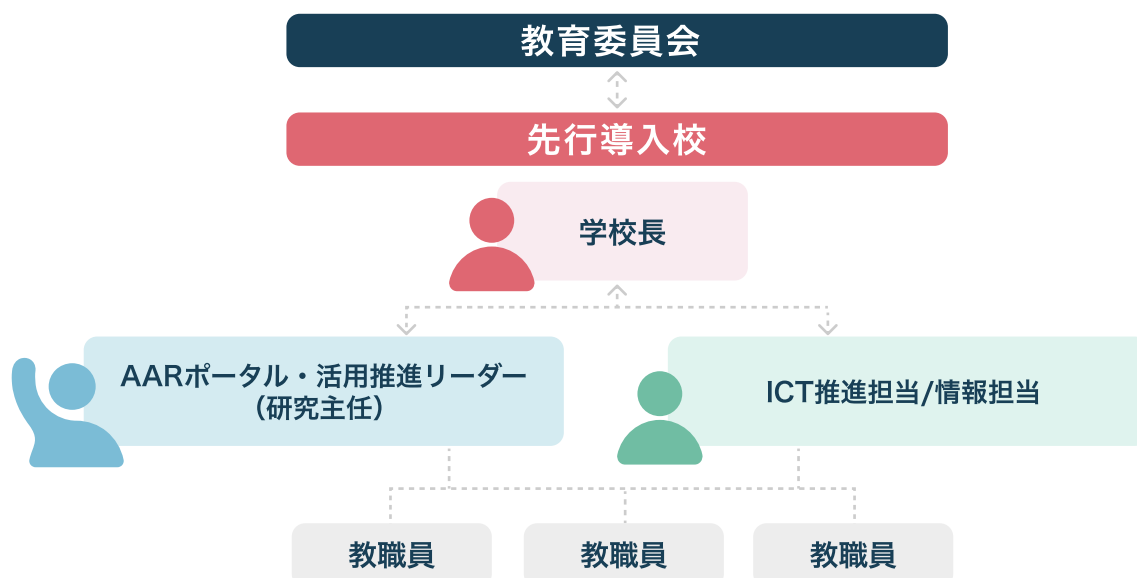 教育委員会
先行導入校
学校長
AARポータル・活用推進リーダー
（研究主任）
ICT推進担当/情報担当
教職員
教職員
教職員